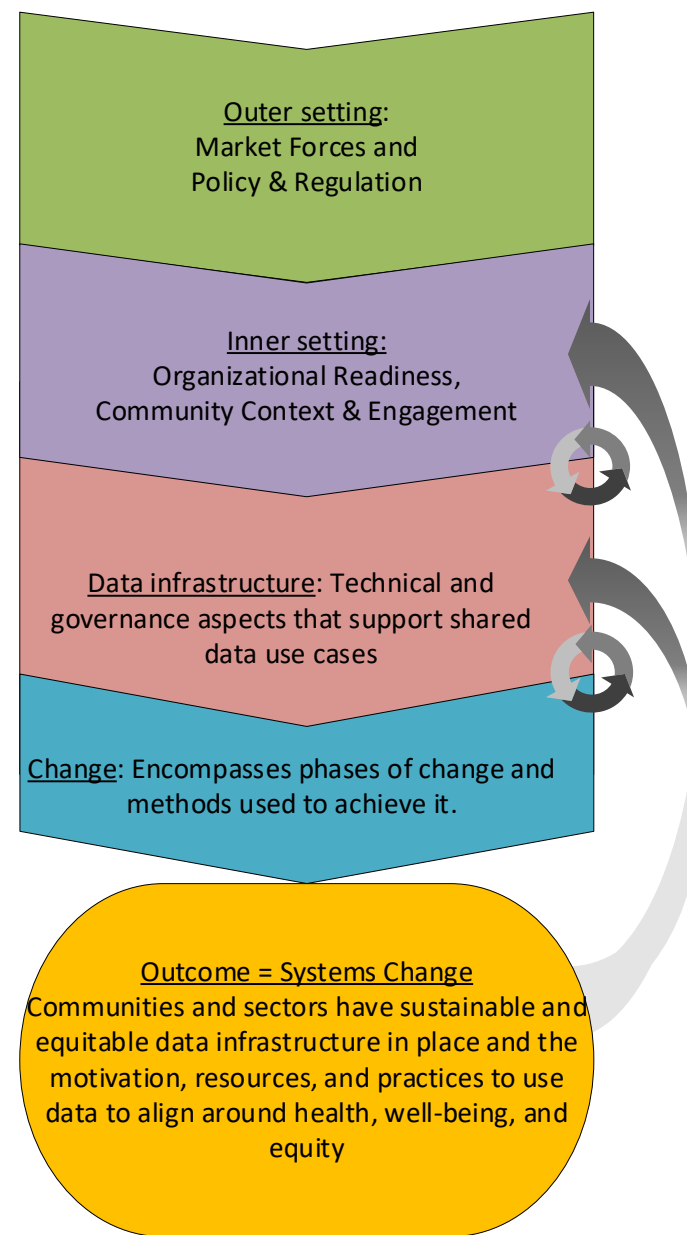 Outer setting:
Market Forces and
Policy & Regulation
Inner setting:
Organizational Readiness,
Community Context & Engagement
Data infrastructure: Technical and
governance aspects that support shared
data use cases
Change: Encompasses phases of change and
methods used to achieve it.
Outcome = Systems Change
Communities and sectors have sustainable and
equitable data infrastructure in place and the
motivation, resources, and practices to use
data to align around health, well-being, and
equity